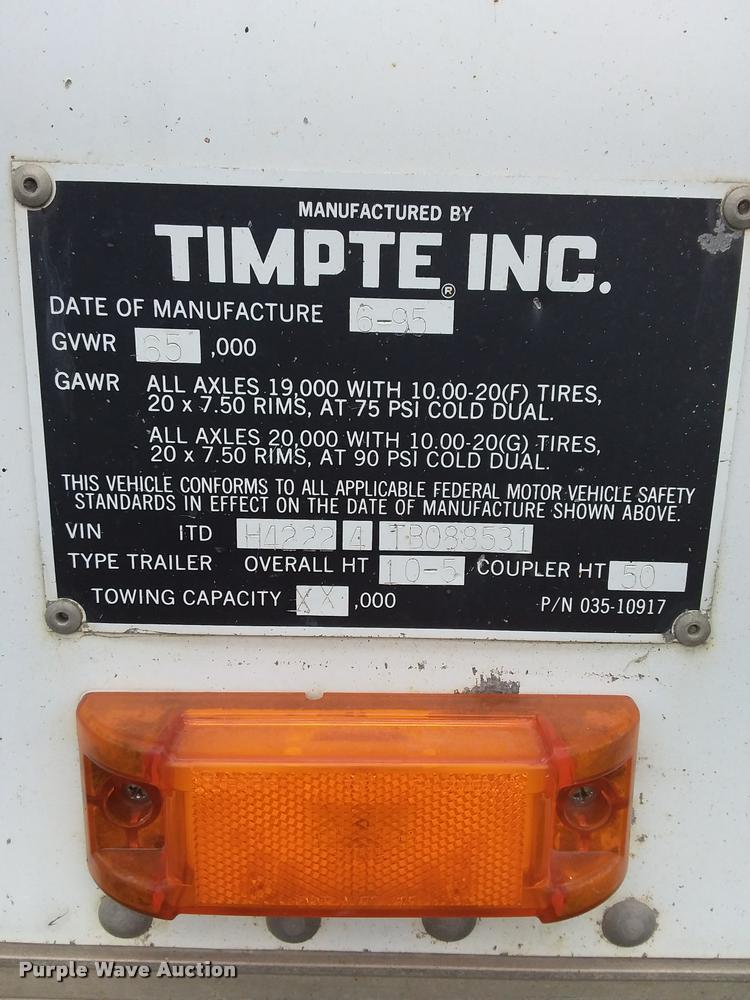 MANUFACTURED BY
TIMPTE® INC.
DATE OF MANUFACTURE 6-95
GVWR 65 ,000
GAWR ALL AXLES 19,000 WITH 10.00-20(F) TIRES,
20 x 7.50 RIMS, AT 75 PSI COLD DUAL.
ALL AXLES 20,000 WITH 10.00-20(G) TIRES,
20 x 7.50 RIMS, AT 90 PSI COLD DUAL.
THIS VEHICLE CONFORMS TO ALL APPLICABLE FEDERAL MOTOR VEHICLE SAFETY
STANDARDS IN EFFECT ON THE DATE OF MANUFACTURE SHOWN ABOVE.
VIN ITD H4222 4 TB088531
TYPE TRAILER OVERALL HT 10-5 COUPLER HT 50
TOWING CAPACITY XX ,000 P/N 035-10917
Purple Wave Auction